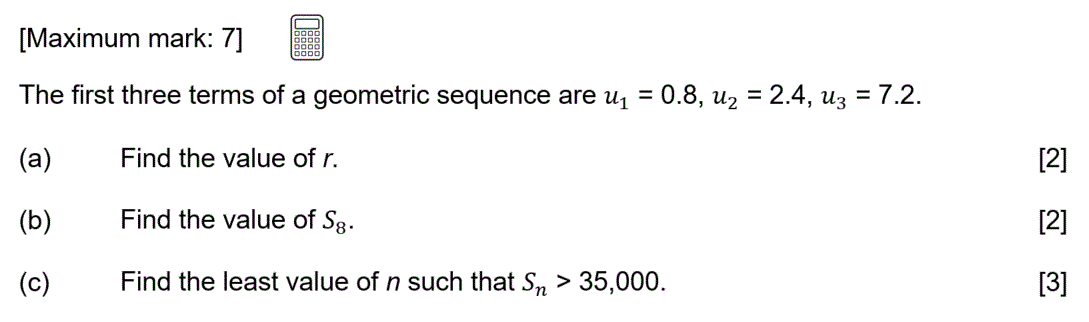 [Maximum mark: 7]
The first three terms of a geometric sequence are u₁ = 0.8, u₂ = 2.4, u₃ = 7.2.
(a) Find the value of r. [2]
(b) Find the value of S₈. [2]
(c) Find the least value of n such that Sₙ > 35,000. [3]